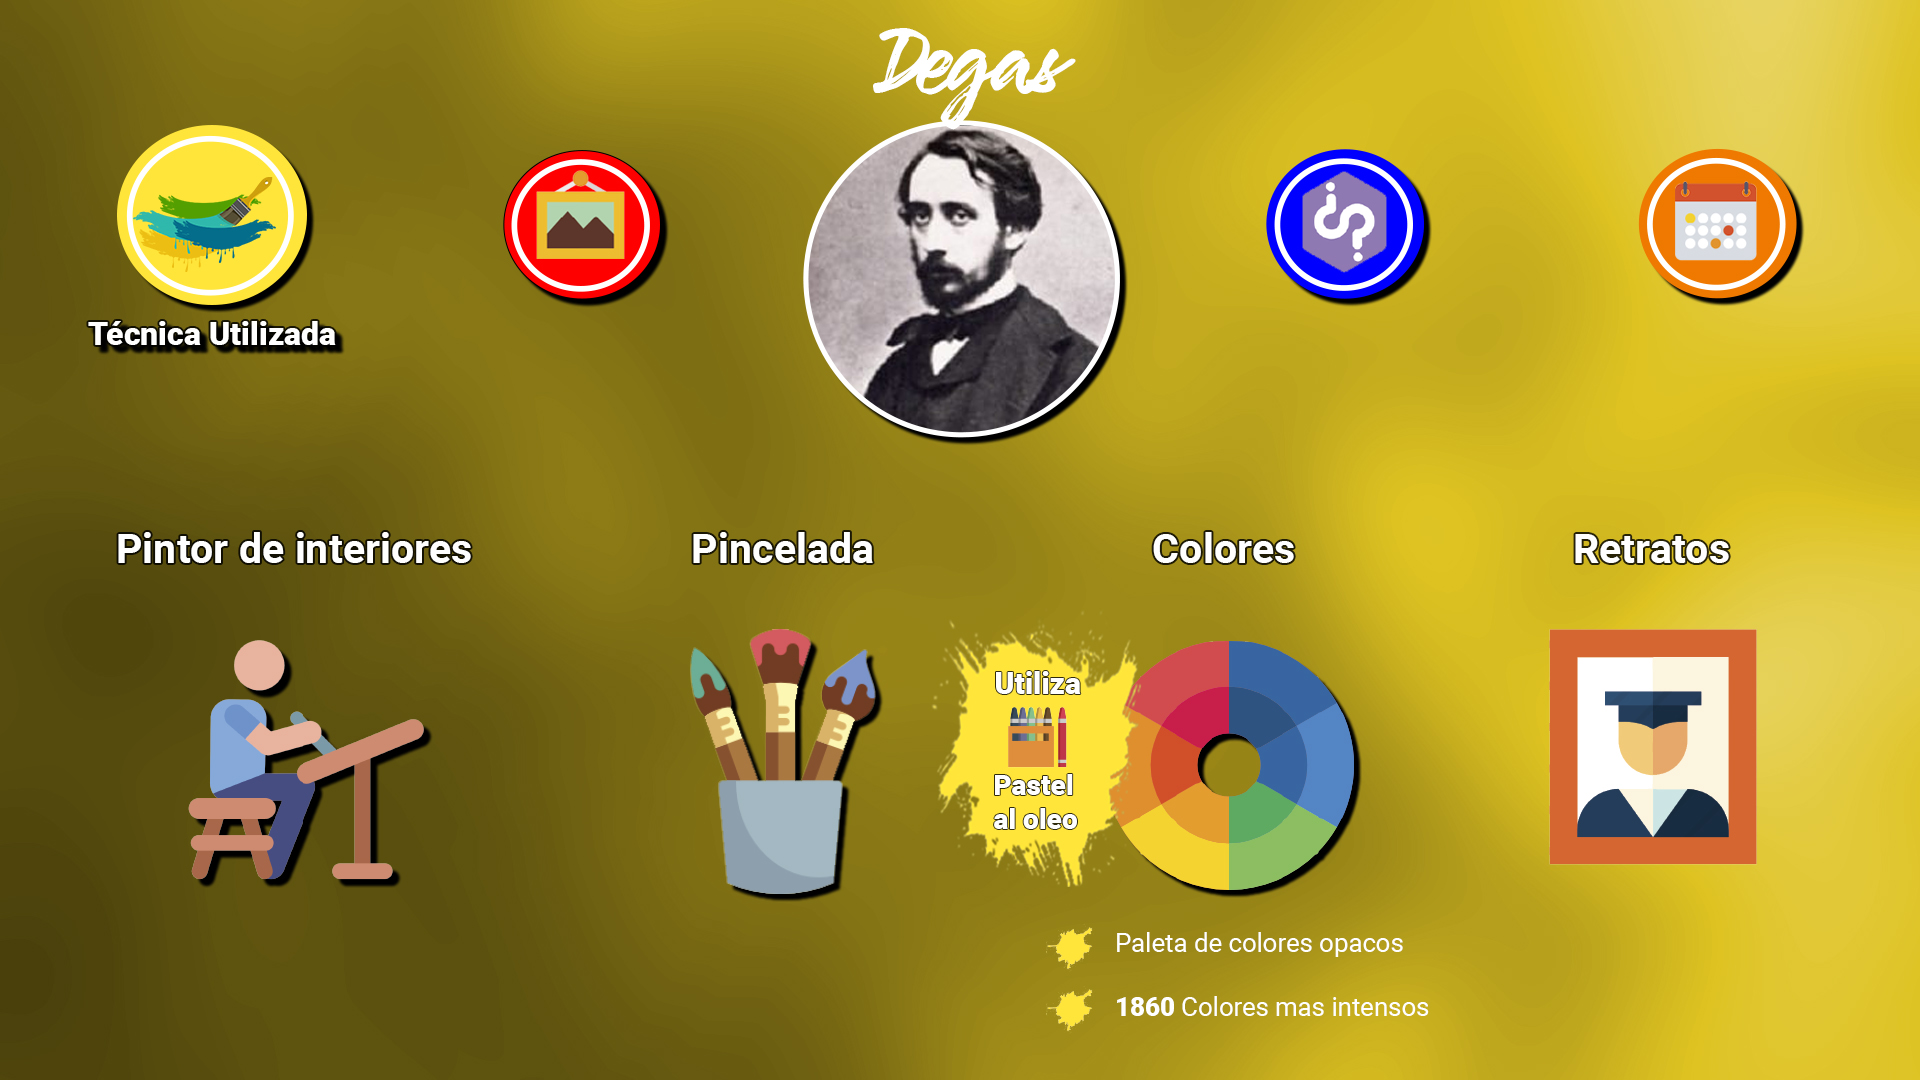 Degas
Técnica Utilizada
Pintor de interiores
Pincelada
Colores
Retratos
Utiliza
Pastel
al oleo
Paleta de colores opacos
1860 Colores mas intensos